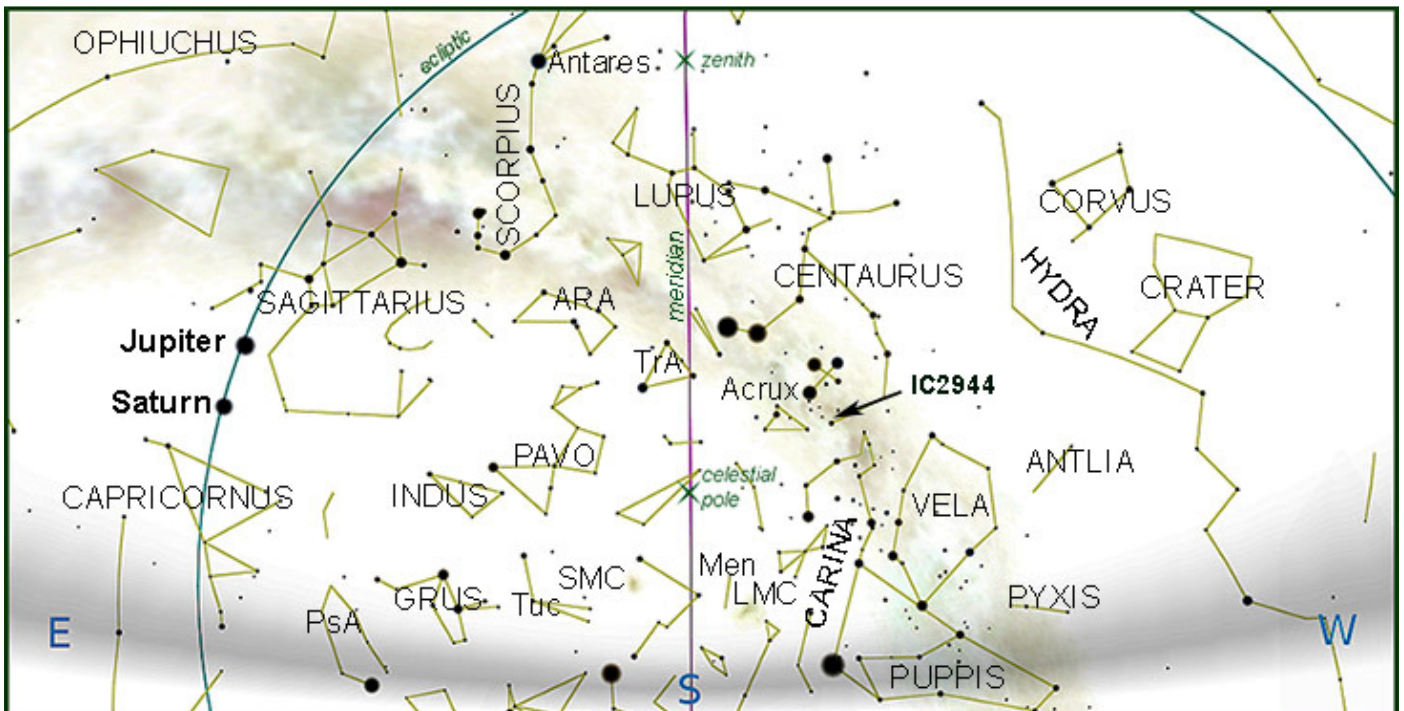 OPHIUCHUS
ecliptic
Antares
zenith
SCORPIUS
LUPUS
CORVUS
meridian
CENTAURUS
HYDRA
CRATER
SAGITTARIUS
ARA
Jupiter
TrA
Acrux
IC2944
Saturn
PAVO
ANTLIA
celestial
pole
CAPRICORNUS
INDUS
VELA
CARINA
SMC
Men
LMC
GRUS
Tuc
PYXIS
PsA
E
W
PUPPIS
S